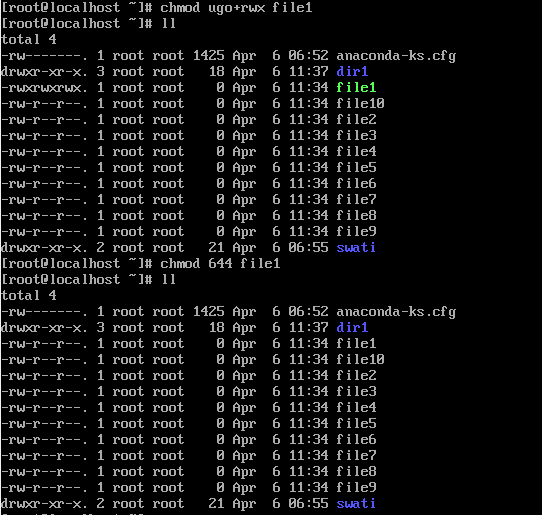 [root@localhost ~]# chmod ugo+rwx file1
[root@localhost ~]# ll
total 4
-rw-------. 1 root root 1425 Apr  6 06:52 anaconda-ks.cfg
drwxr-xr-x. 3 root root   18 Apr  6 11:37 dir1
-rwxrwxrwx. 1 root root    0 Apr  6 11:34 file1
-rw-r--r--. 1 root root    0 Apr  6 11:34 file10
-rw-r--r--. 1 root root    0 Apr  6 11:34 file2
-rw-r--r--. 1 root root    0 Apr  6 11:34 file3
-rw-r--r--. 1 root root    0 Apr  6 11:34 file4
-rw-r--r--. 1 root root    0 Apr  6 11:34 file5
-rw-r--r--. 1 root root    0 Apr  6 11:34 file6
-rw-r--r--. 1 root root    0 Apr  6 11:34 file7
-rw-r--r--. 1 root root    0 Apr  6 11:34 file8
-rw-r--r--. 1 root root    0 Apr  6 11:34 file9
drwxr-xr-x. 2 root root   21 Apr  6 06:55 swati
[root@localhost ~]# chmod 644 file1
[root@localhost ~]# ll
total 4
-rw-------. 1 root root 1425 Apr  6 06:52 anaconda-ks.cfg
drwxr-xr-x. 3 root root   18 Apr  6 11:37 dir1
-rw-r--r--. 1 root root    0 Apr  6 11:34 file1
-rw-r--r--. 1 root root    0 Apr  6 11:34 file10
-rw-r--r--. 1 root root    0 Apr  6 11:34 file2
-rw-r--r--. 1 root root    0 Apr  6 11:34 file3
-rw-r--r--. 1 root root    0 Apr  6 11:34 file4
-rw-r--r--. 1 root root    0 Apr  6 11:34 file5
-rw-r--r--. 1 root root    0 Apr  6 11:34 file6
-rw-r--r--. 1 root root    0 Apr  6 11:34 file7
-rw-r--r--. 1 root root    0 Apr  6 11:34 file8
-rw-r--r--. 1 root root    0 Apr  6 11:34 file9
drwxr-xr-x. 2 root root   21 Apr  6 06:55 swati